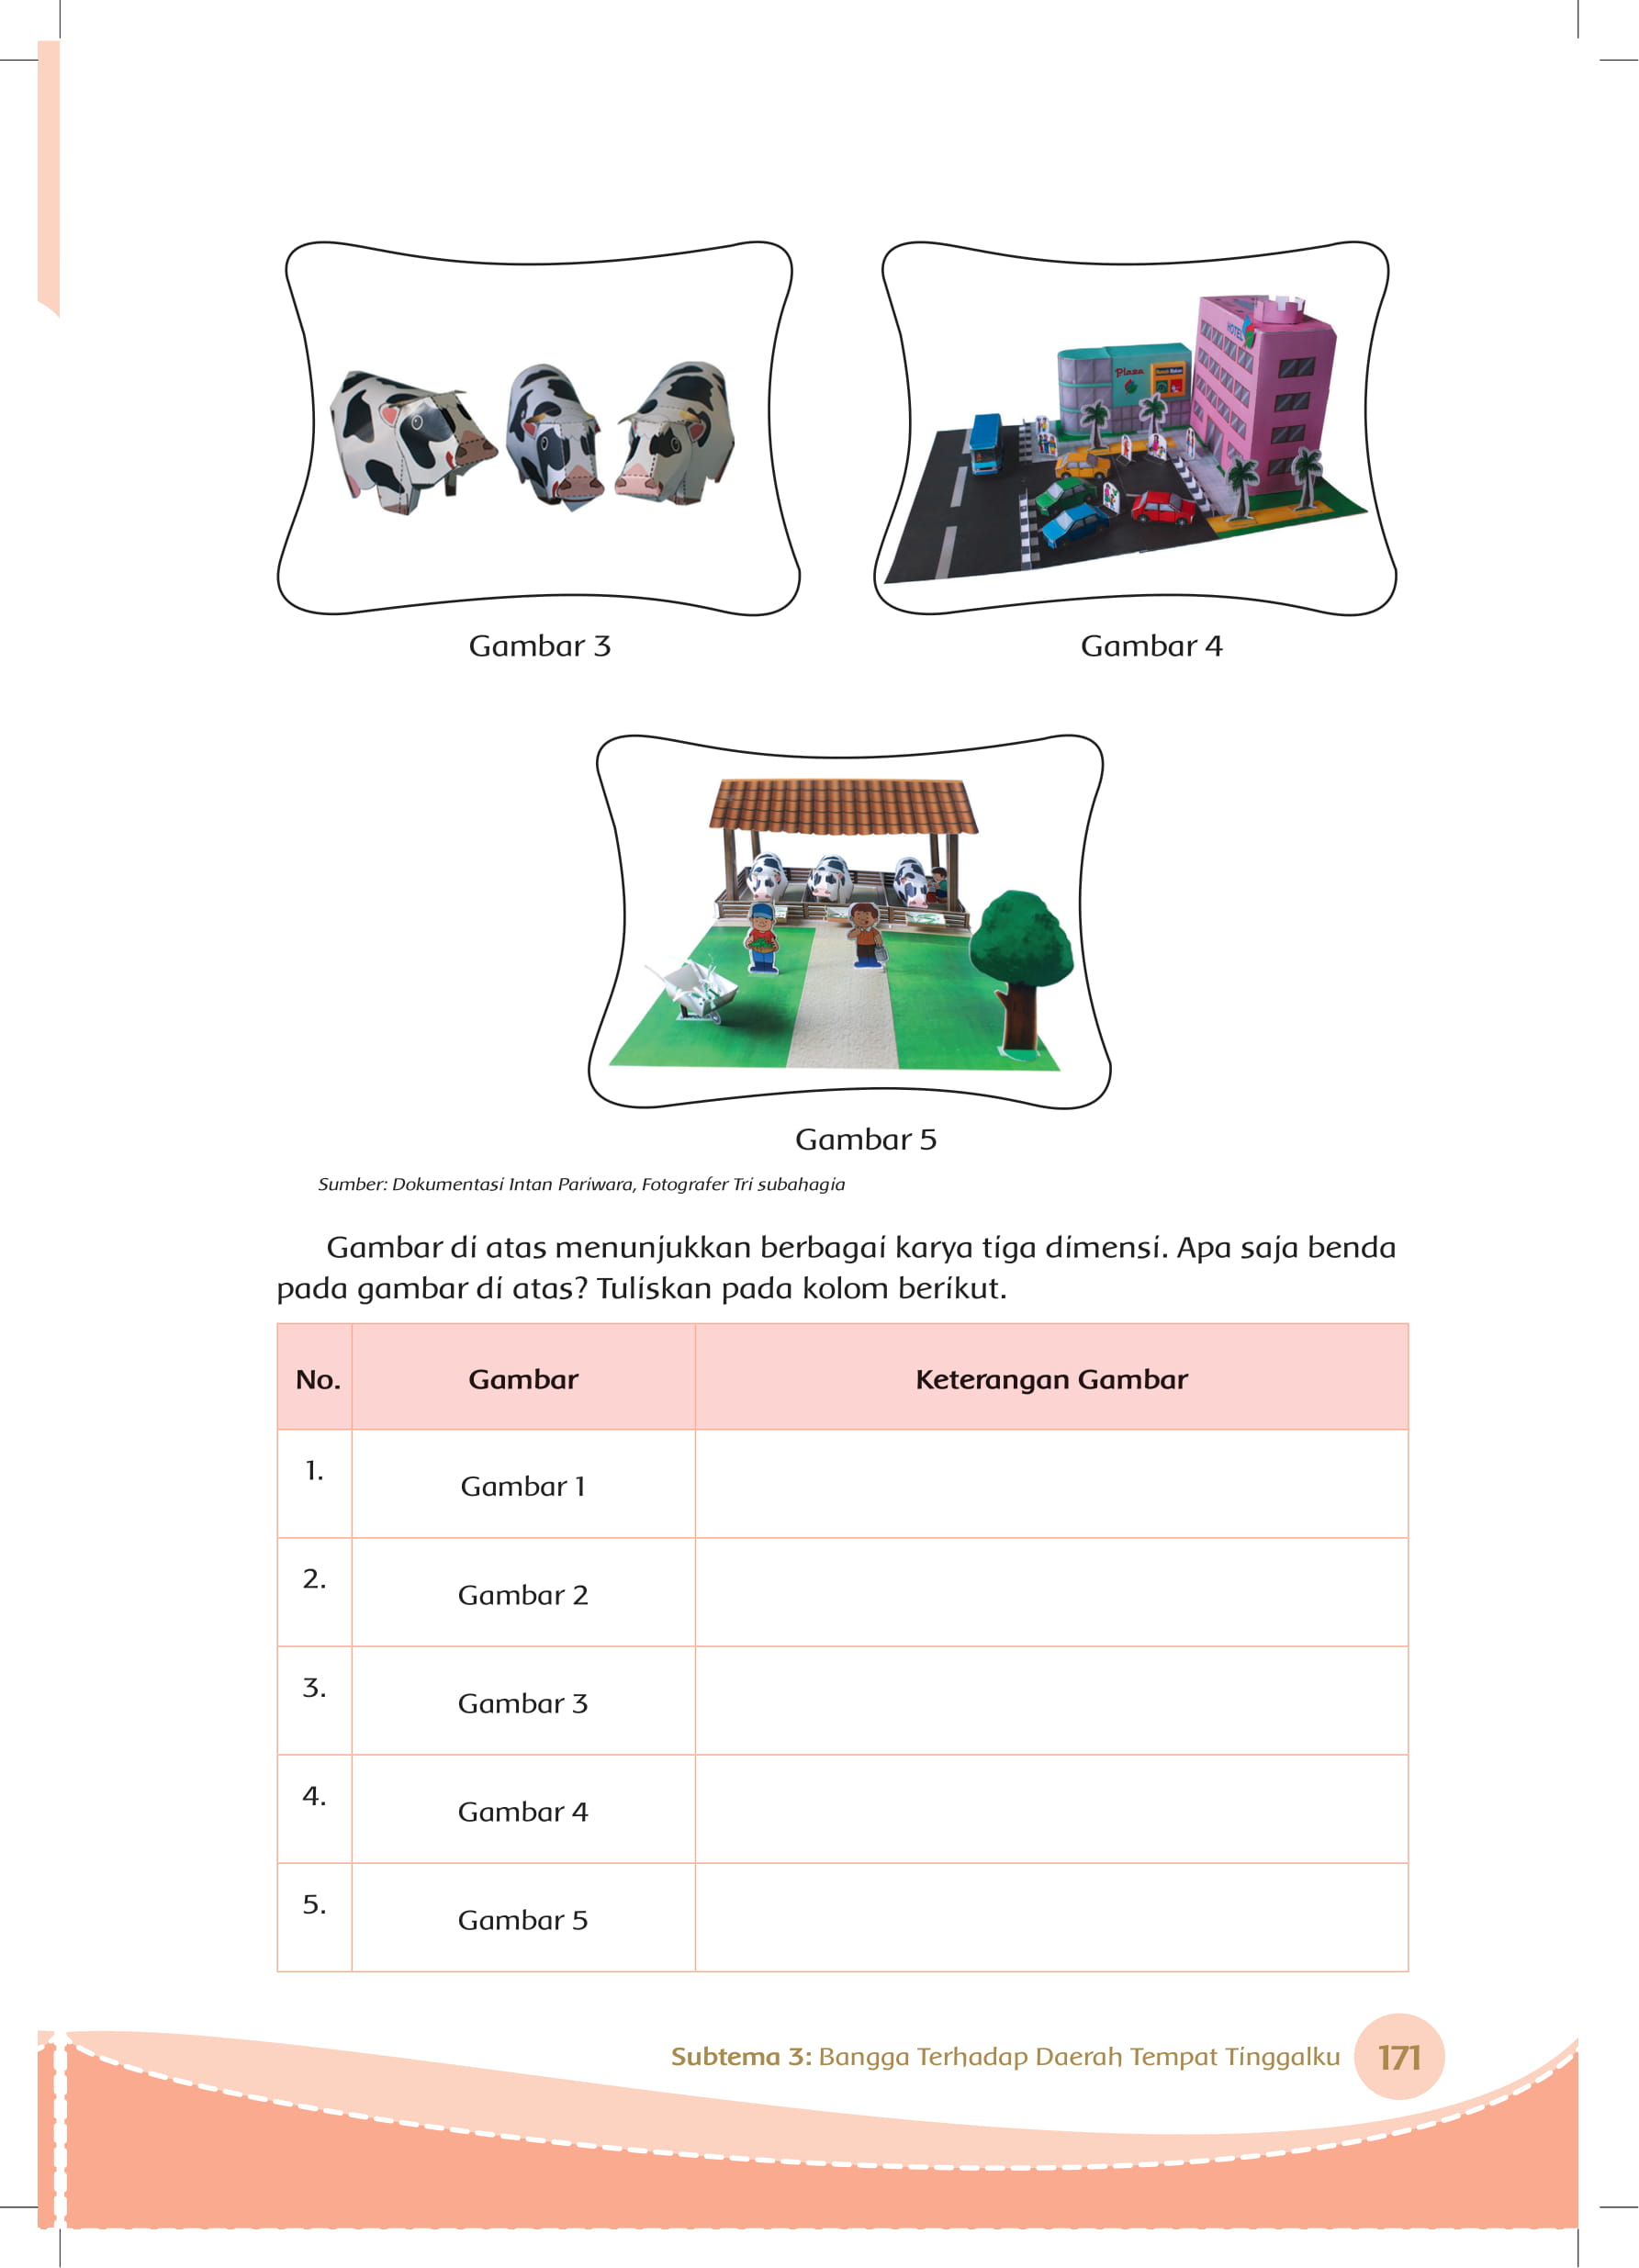 HOTEL
Plaza
Gambar 3
Gambar 4
Gambar 5
Sumber: Dokumentasi Intan Pariwara, Fotografer Tri subahagia
Gambar di atas menunjukkan berbagai karya tiga dimensi. Apa saja benda
pada gambar di atas? Tuliskan pada kolom berikut.
No. Gambar Keterangan Gambar
1. Gambar 1
2. Gambar 2
3. Gambar 3
4. Gambar 4
5. Gambar 5
Subtema 3: Bangga Terhadap Daerah Tempat Tinggalku 171